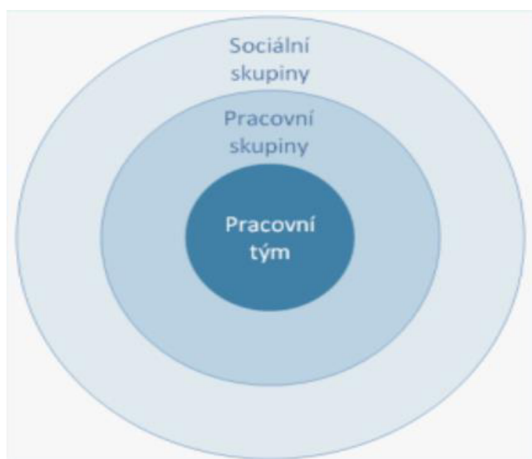 Sociální
skupiny
Pracovní
skupiny
Pracovní
tým